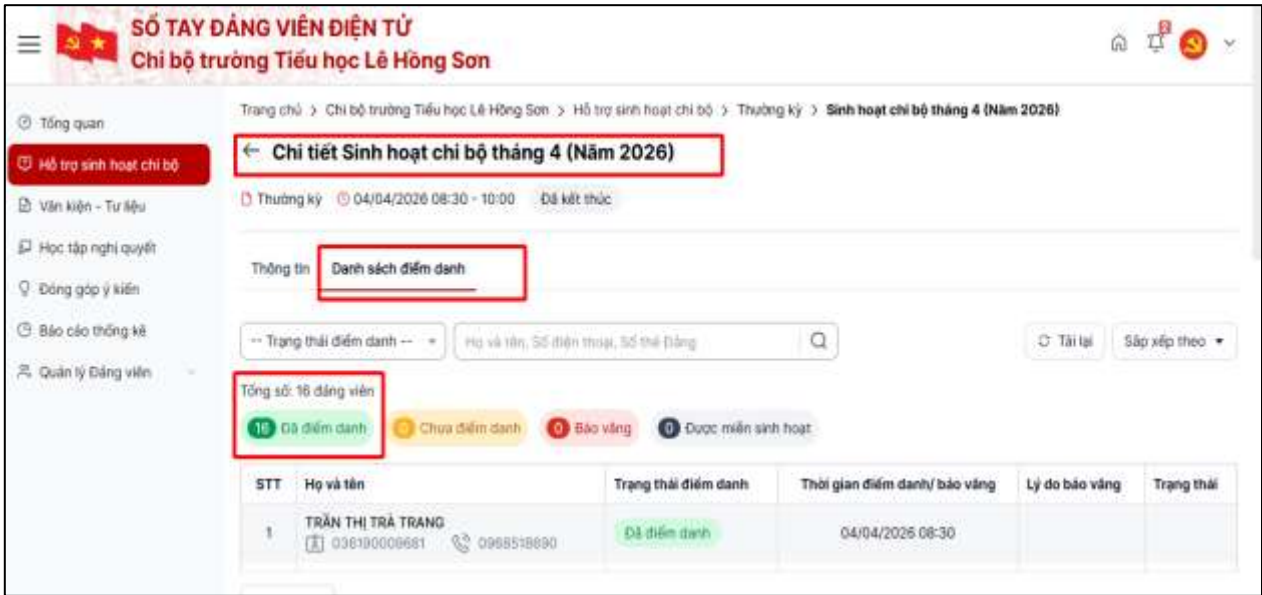 SỔ TAY ĐẢNG VIÊN ĐIỆN TỬ
Chi bộ trường Tiểu học Lê Hồng Sơn
Tổng quan
Hỗ trợ sinh hoạt chi bộ
Văn kiện - Tư liệu
Học tập nghị quyết
Đóng góp ý kiến
Báo cáo thống kê
Quản lý Đảng viên
Trang chủ > Chi bộ trường Tiểu học Lê Hồng Sơn > Hỗ trợ sinh hoạt chi bộ > Thường kỳ > Sinh hoạt chi bộ tháng 4 (Năm 2026)
← Chi tiết Sinh hoạt chi bộ tháng 4 (Năm 2026)
Thường kỳ 04/04/2026 08:30 - 10:00 Đã kết thúc
Thông tin Danh sách điểm danh
-- Trạng thái điểm danh -- Họ và tên, Số điện thoại, Số thẻ Đảng Tải lại Sắp xếp theo
Tổng số: 16 đảng viên
16 Đã điểm danh 0 Chưa điểm danh 0 Báo vắng 0 Được miễn sinh hoạt
STT Họ và tên Trạng thái điểm danh Thời gian điểm danh/ báo vắng Lý do báo vắng Trạng thái
1 TRẦN THỊ TRÀ TRANG Đã điểm danh 04/04/2026 08:30
036190009681 0968518690